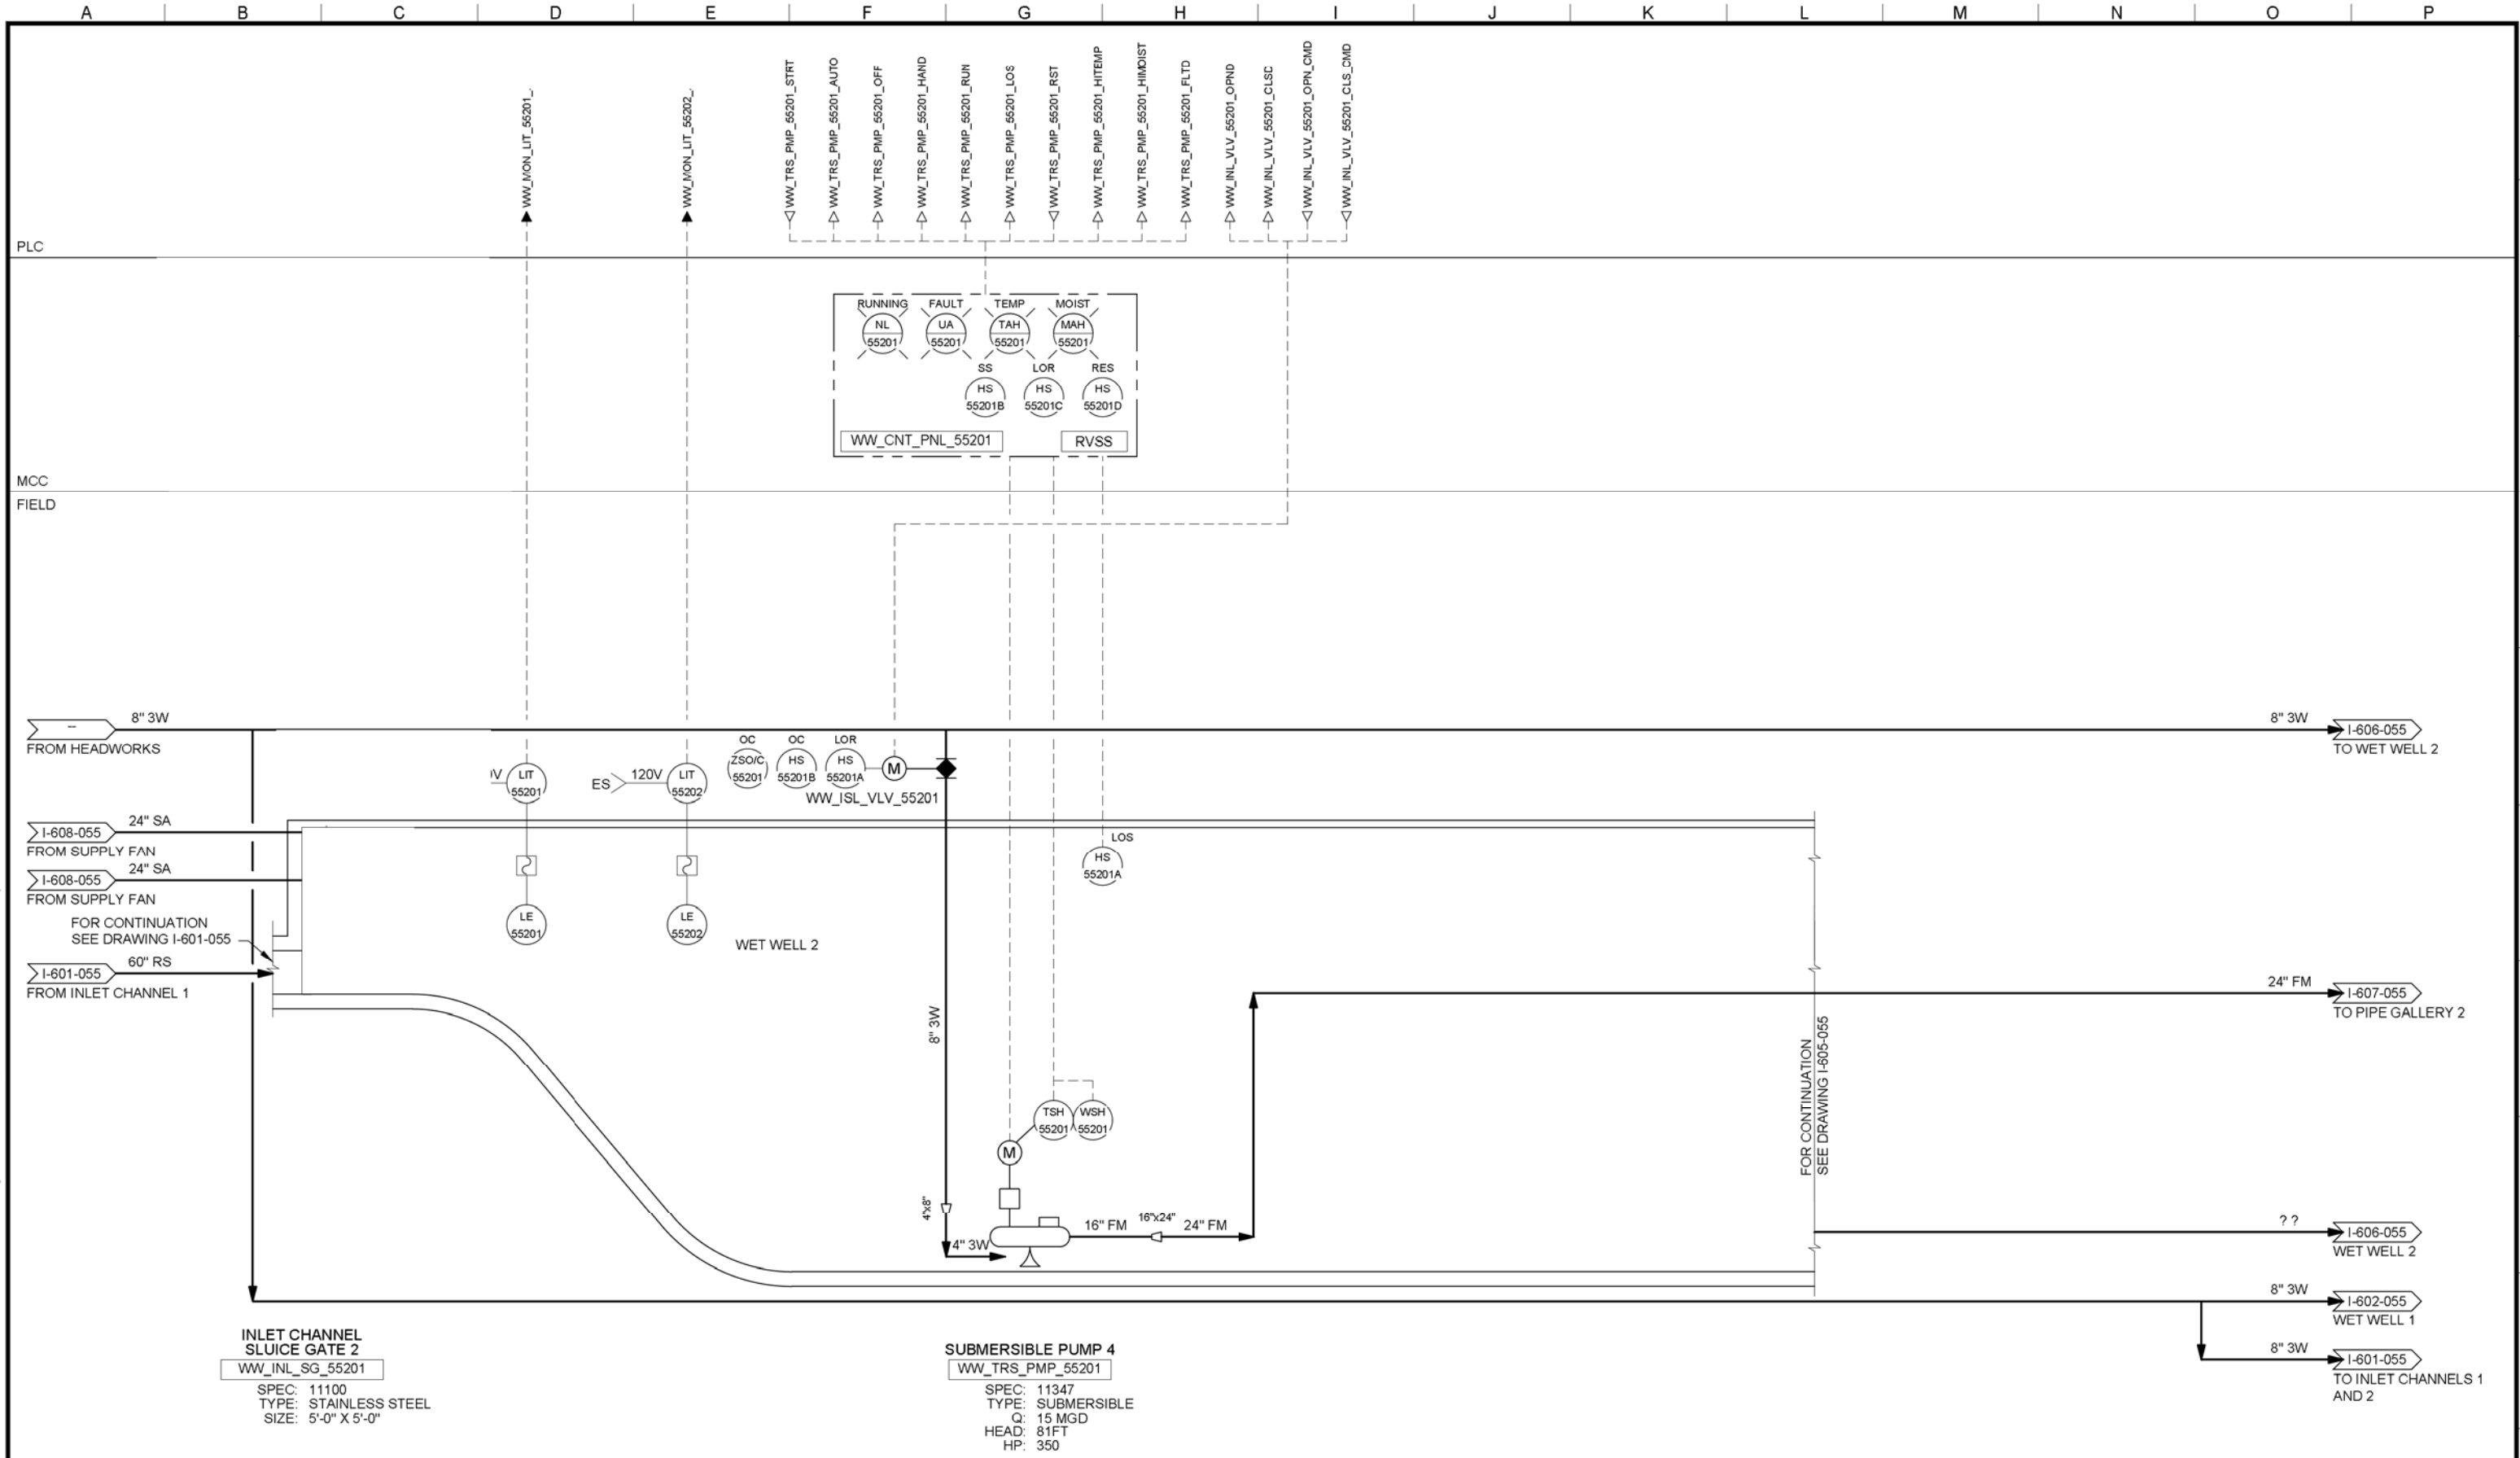 A B C D E F G H I J K L M N O P
WW_MON_LIT_55201_
WW_MON_LIT_55202_
WW_TRS_PMP_55201_STRT
WW_TRS_PMP_55201_AUTO
WW_TRS_PMP_55201_OFF
WW_TRS_PMP_55201_HAND
WW_TRS_PMP_55201_RUN
WW_TRS_PMP_55201_LOS
WW_TRS_PMP_55201_RST
WW_TRS_PMP_55201_HITEMP
WW_TRS_PMP_55201_HIMOIST
WW_TRS_PMP_55201_FLTD
WW_INL_VLV_55201_OPND
WW_INL_VLV_55201_CLSD
WW_INL_VLV_55201_OPN_CMD
WW_INL_VLV_55201_CLS_CMD
PLC
RUNNING FAULT TEMP MOIST
NL UA TAH MAH
55201 55201 55201 55201
SS LOR RES
HS HS HS
55201B 55201C 55201D
WW_CNT_PNL_55201 RVSS
MCC
FIELD
-- 8" 3W
FROM HEADWORKS
8" 3W I-606-055
TO WET WELL 2
OC OC LOR
ZSO/C HS HS M
55201 55201B 55201A
WW_ISL_VLV_55201
V LIT
55201
ES 120V LIT
55202
I-608-055 24" SA
FROM SUPPLY FAN
I-608-055 24" SA
FROM SUPPLY FAN
LOS
HS
55201A
LE
55201
LE
55202
WET WELL 2
FOR CONTINUATION
SEE DRAWING I-601-055
I-601-055 60" RS
FROM INLET CHANNEL 1
24" FM I-607-055
TO PIPE GALLERY 2
8" 3W
FOR CONTINUATION
SEE DRAWING I-605-055
TSH WSH
55201 55201
M
4"x8"
16" FM 16"x24" 24" FM
4" 3W
? ? I-606-055
WET WELL 2
8" 3W I-602-055
WET WELL 1
8" 3W I-601-055
TO INLET CHANNELS 1
AND 2
INLET CHANNEL
SLUICE GATE 2
WW_INL_SG_55201
SPEC: 11100
TYPE: STAINLESS STEEL
SIZE: 5'-0" X 5'-0"
SUBMERSIBLE PUMP 4
WW_TRS_PMP_55201
SPEC: 11347
TYPE: SUBMERSIBLE
Q: 15 MGD
HEAD: 81FT
HP: 350